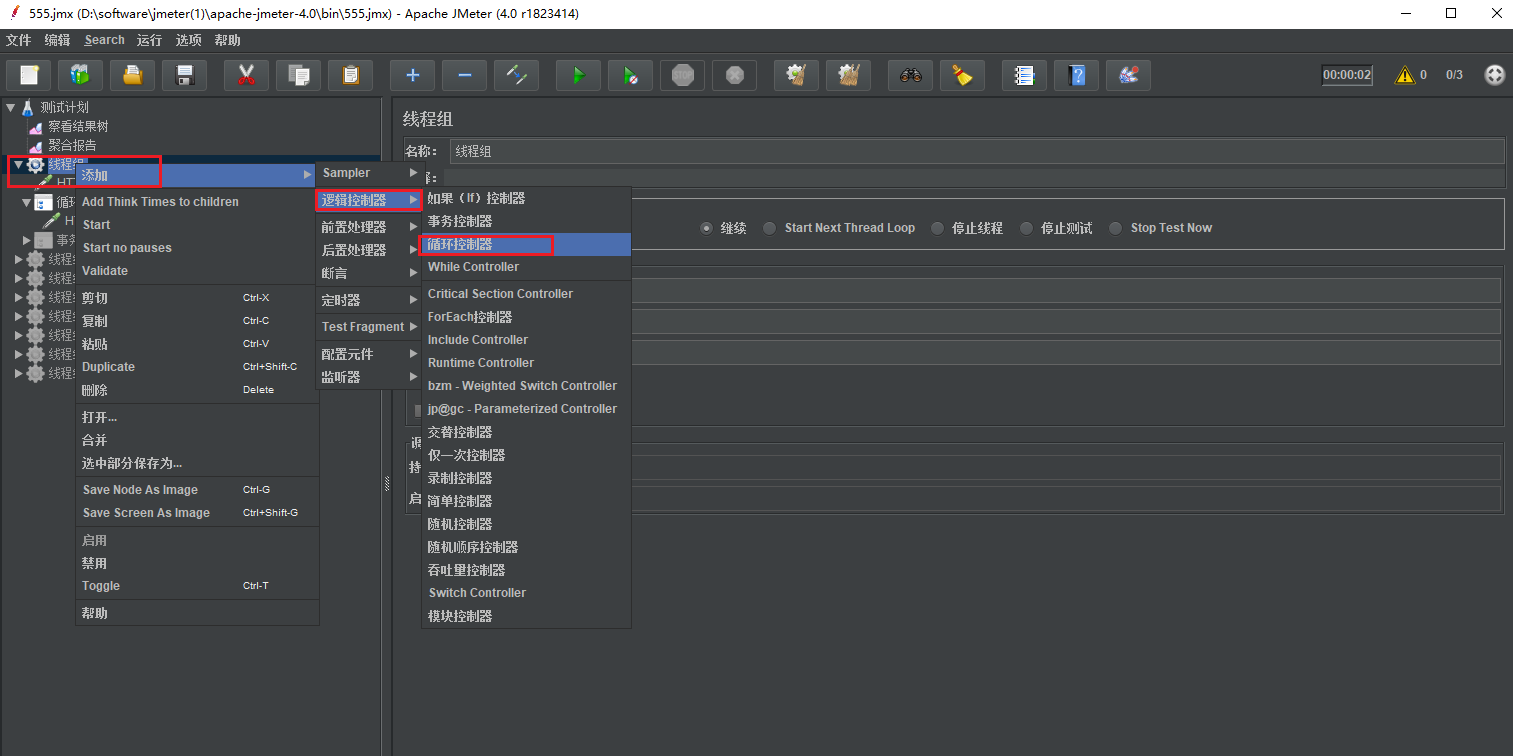 555.jmx (D:\software\jmeter(1)\apache-jmeter-4.0\bin\555.jmx) - Apache JMeter (4.0 r1823414)
文件 编辑 Search 运行 选项 帮助
STOP
00:00:02 0 0/3
测试计划
察看结果树
聚合报告
线程组
HT
循环
H
事务
线程
线程
线程
线程
线程
线程
线程
添加
Add Think Times to children
Start
Start no pauses
Validate
剪切 Ctrl-X
复制 Ctrl-C
粘贴 Ctrl-V
Duplicate Ctrl+Shift-C
删除 Delete
打开...
合并
选中部分保存为...
Save Node As Image Ctrl-G
Save Screen As Image Ctrl+Shift-G
启用
禁用
Toggle Ctrl-T
帮助
Sampler
逻辑控制器
前置处理器
后置处理器
断言
定时器
Test Fragment
配置元件
监听器
如果（If）控制器
事务控制器
循环控制器
While Controller
Critical Section Controller
ForEach控制器
Include Controller
Runtime Controller
bzm - Weighted Switch Controller
jp@gc - Parameterized Controller
交替控制器
仅一次控制器
录制控制器
简单控制器
随机控制器
随机顺序控制器
吞吐量控制器
Switch Controller
模块控制器
线程组
名称： 线程组
继续 Start Next Thread Loop 停止线程 停止测试 Stop Test Now
调
持
启